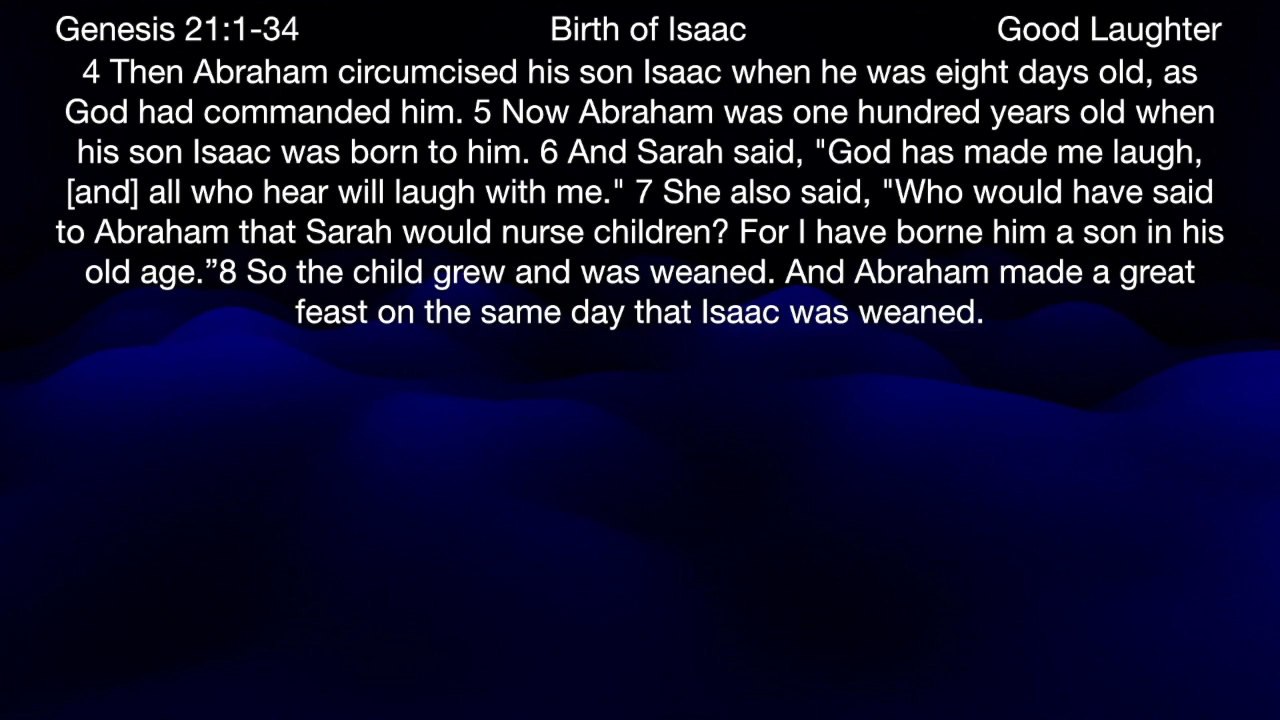 Genesis 21:1-34 Birth of Isaac Good Laughter
4 Then Abraham circumcised his son Isaac when he was eight days old, as
God had commanded him. 5 Now Abraham was one hundred years old when
his son Isaac was born to him. 6 And Sarah said, "God has made me laugh,
[and] all who hear will laugh with me." 7 She also said, "Who would have said
to Abraham that Sarah would nurse children? For I have borne him a son in his
old age.”8 So the child grew and was weaned. And Abraham made a great
feast on the same day that Isaac was weaned.